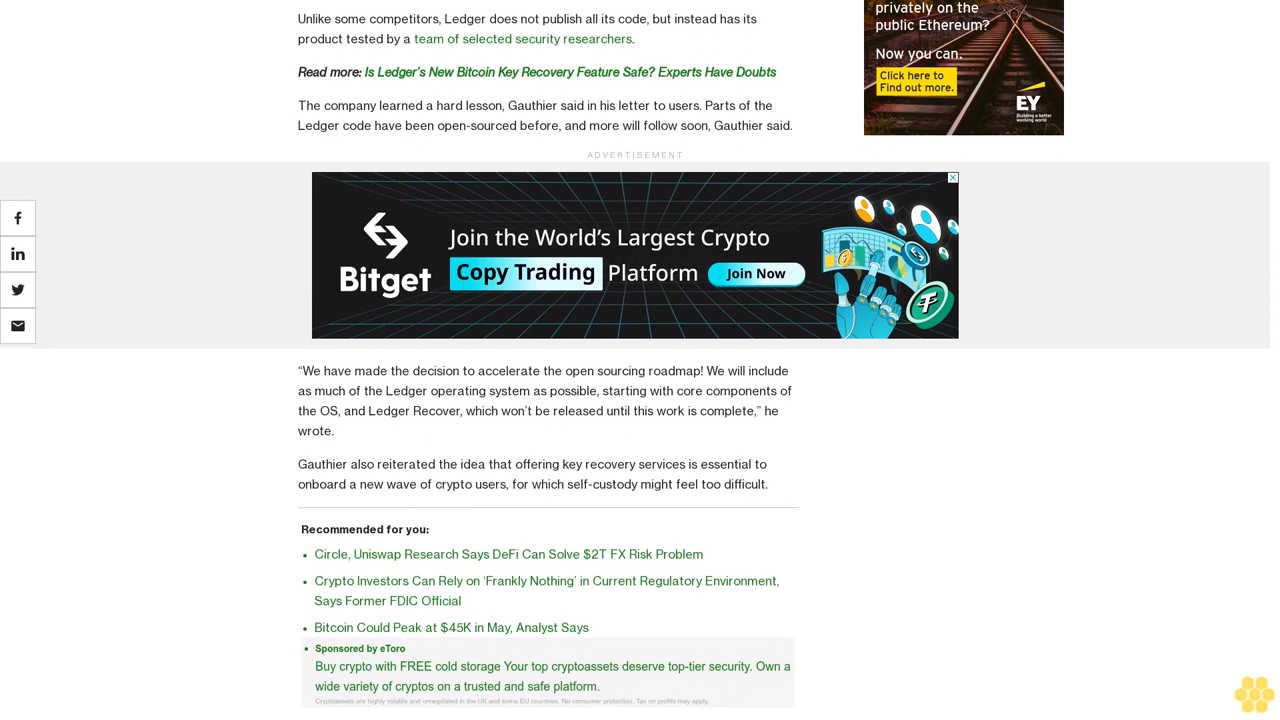 Unlike some competitors, Ledger does not publish all its code, but instead has its
product tested by a team of selected security researchers.
Read more: Is Ledger's New Bitcoin Key Recovery Feature Safe? Experts Have Doubts
The company learned a hard lesson, Gauthier said in his letter to users. Parts of the
Ledger code have been open-sourced before, and more will follow soon, Gauthier said.
privately on the
public Ethereum?
Now you can.
Click here to
Find out more.
EY
Building a better
working world
ADVERTISEMENT
Bitget
Join the World's Largest Crypto
Copy Trading Platform Join Now
“We have made the decision to accelerate the open sourcing roadmap! We will include
as much of the Ledger operating system as possible, starting with core components of
the OS, and Ledger Recover, which won't be released until this work is complete,” he
wrote.
Gauthier also reiterated the idea that offering key recovery services is essential to
onboard a new wave of crypto users, for which self-custody might feel too difficult.
Recommended for you:
• Circle, Uniswap Research Says DeFi Can Solve $2T FX Risk Problem
• Crypto Investors Can Rely on ‘Frankly Nothing’ in Current Regulatory Environment,
Says Former FDIC Official
• Bitcoin Could Peak at $45K in May, Analyst Says
• Sponsored by eToro
Buy crypto with FREE cold storage Your top cryptoassets deserve top-tier security. Own a
wide variety of cryptos on a trusted and safe platform.
Cryptoassets are highly volatile and unregulated in the UK and some EU countries. No consumer protection. Tax on profits may apply.